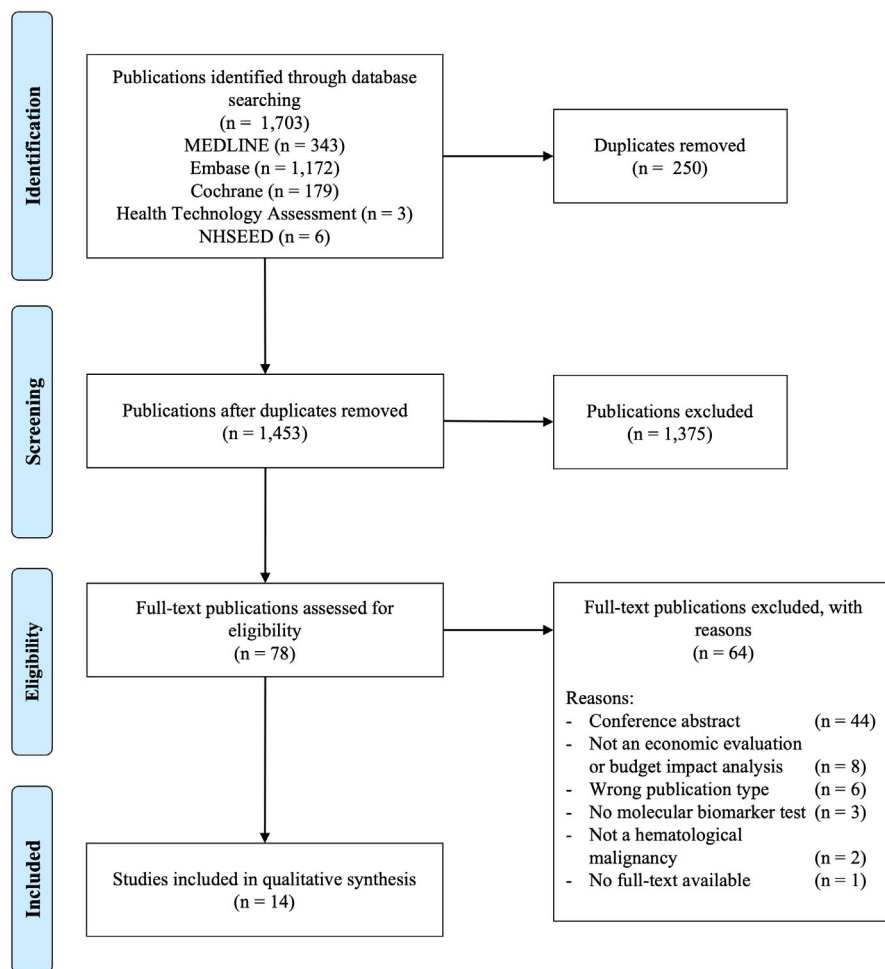 Identification
Publications identified through database
searching
(n = 1,703)
MEDLINE (n = 343)
Embase (n = 1,172)
Cochrane (n = 179)
Health Technology Assessment (n = 3)
NHSEED (n = 6)
Duplicates removed
(n = 250)
Screening
Publications after duplicates removed
(n = 1,453)
Publications excluded
(n = 1,375)
Eligibility
Full-text publications assessed for
eligibility
(n = 78)
Full-text publications excluded, with
reasons
(n = 64)
Reasons:
- Conference abstract (n = 44)
- Not an economic evaluation
or budget impact analysis (n = 8)
- Wrong publication type (n = 6)
- No molecular biomarker test (n = 3)
- Not a hematological
malignancy (n = 2)
- No full-text available (n = 1)
Included
Studies included in qualitative synthesis
(n = 14)